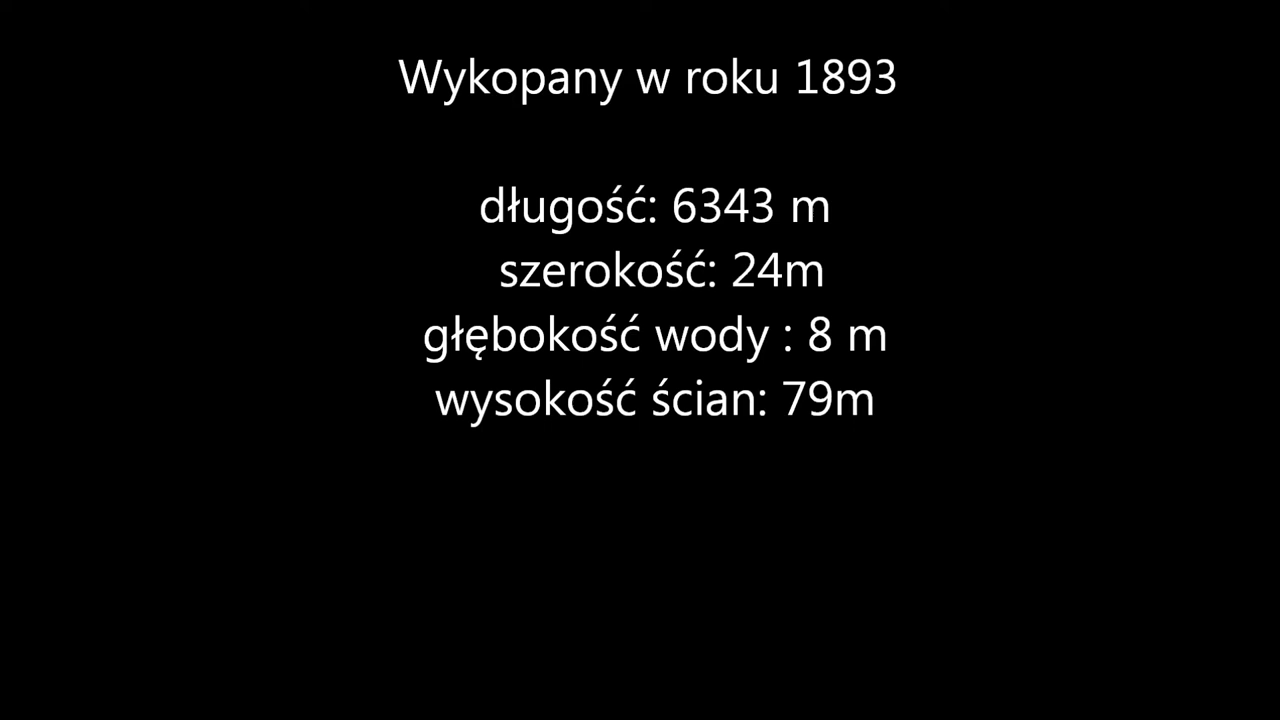 Wykopany w roku 1893
długość: 6343 m
szerokość: 24m
głębokość wody : 8 m
wysokość ścian: 79m